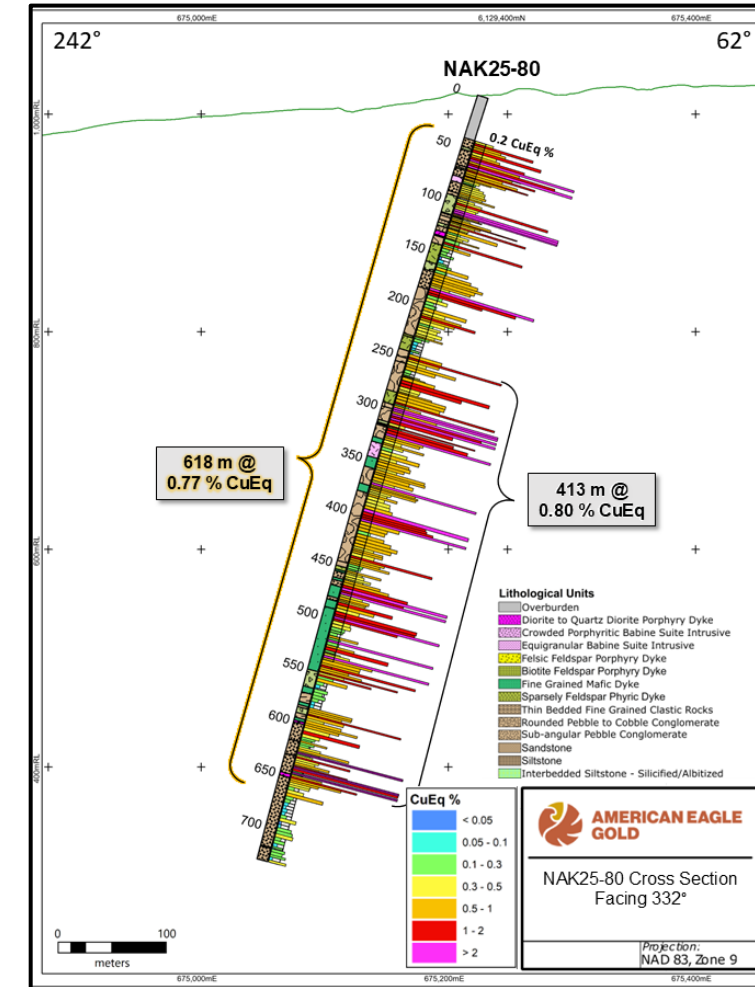 675,000mE
6,129,400mN
675,400mE
242°
62°
NAK25-80
0
1,000mRL
50
0.2 CuEq %
100
150
200
800mRL
250
300
350
618 m @
0.77 % CuEq
413 m @
0.80 % CuEq
400
600mRL
450
500
550
600
650
400mRL
700
Lithological Units
Overburden
Diorite to Quartz Diorite Porphyry Dyke
Crowded Porphyritic Babine Suite Intrusive
Equigranular Babine Suite Intrusive
Felsic Feldspar Porphyry Dyke
Biotite Feldspar Porphyry Dyke
Fine Grained Mafic Dyke
Sparsely Feldspar Phyric Dyke
Thin Bedded Fine Grained Clastic Rocks
Rounded Pebble to Cobble Conglomerate
Sub-angular Pebble Conglomerate
Sandstone
Siltstone
Interbedded Siltstone - Silicified/Albitized
CuEq %
< 0.05
0.05 - 0.1
0.1 - 0.3
0.3 - 0.5
0.5 - 1
1 - 2
> 2
AMERICAN EAGLE
GOLD
NAK25-80 Cross Section
Facing 332°
Projection:
NAD 83, Zone 9
0
100
meters
675,000mE
675,200mE
675,400mE